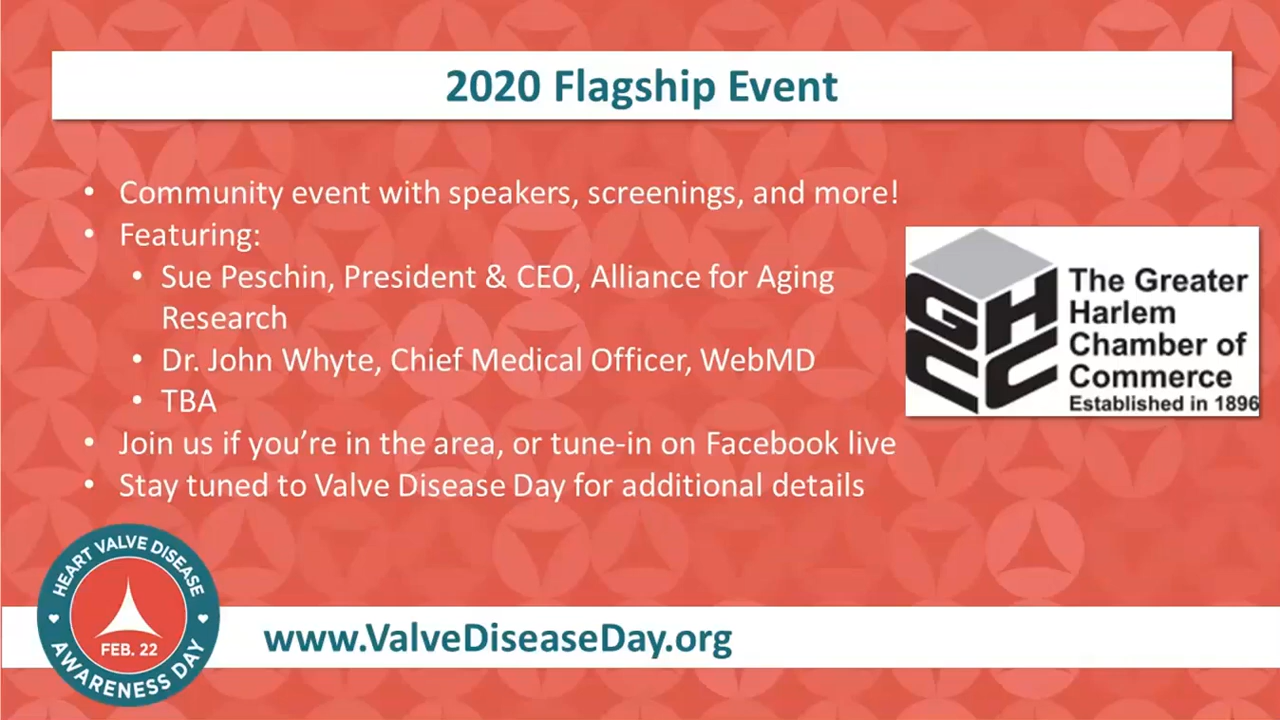 2020 Flagship Event
• Community event with speakers, screenings, and more!
• Featuring:
• Sue Peschin, President & CEO, Alliance for Aging
Research
• Dr. John Whyte, Chief Medical Officer, WebMD
• TBA
• Join us if you’re in the area, or tune-in on Facebook live
• Stay tuned to Valve Disease Day for additional details
GHCC
The Greater
Harlem
Chamber of
Commerce
Established in 1896
HEART VALVE DISEASE
FEB. 22
AWARENESS DAY
www.ValveDiseaseDay.org